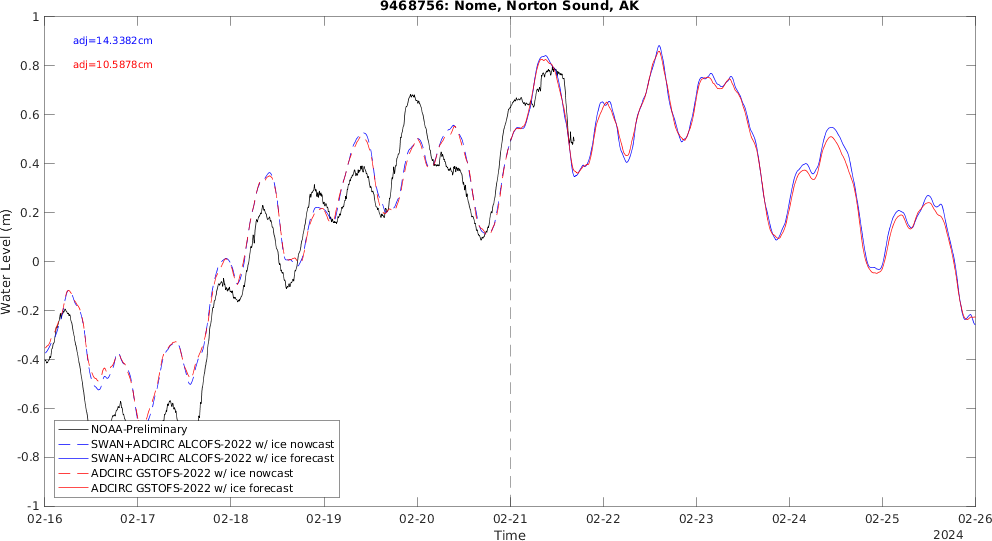 9468756: Nome, Norton Sound, AK
adj=14.3382cm
adj=10.5878cm
1
0.8
0.6
0.4
0.2
0
-0.2
-0.4
-0.6
-0.8
-1
Water Level (m)
NOAA-Preliminary
SWAN+ADCIRC ALCOFS-2022 w/ ice nowcast
SWAN+ADCIRC ALCOFS-2022 w/ ice forecast
ADCIRC GSTOFS-2022 w/ ice nowcast
ADCIRC GSTOFS-2022 w/ ice forecast
02-16 02-17 02-18 02-19 02-20 02-21 02-22 02-23 02-24 02-25 02-26
Time
2024